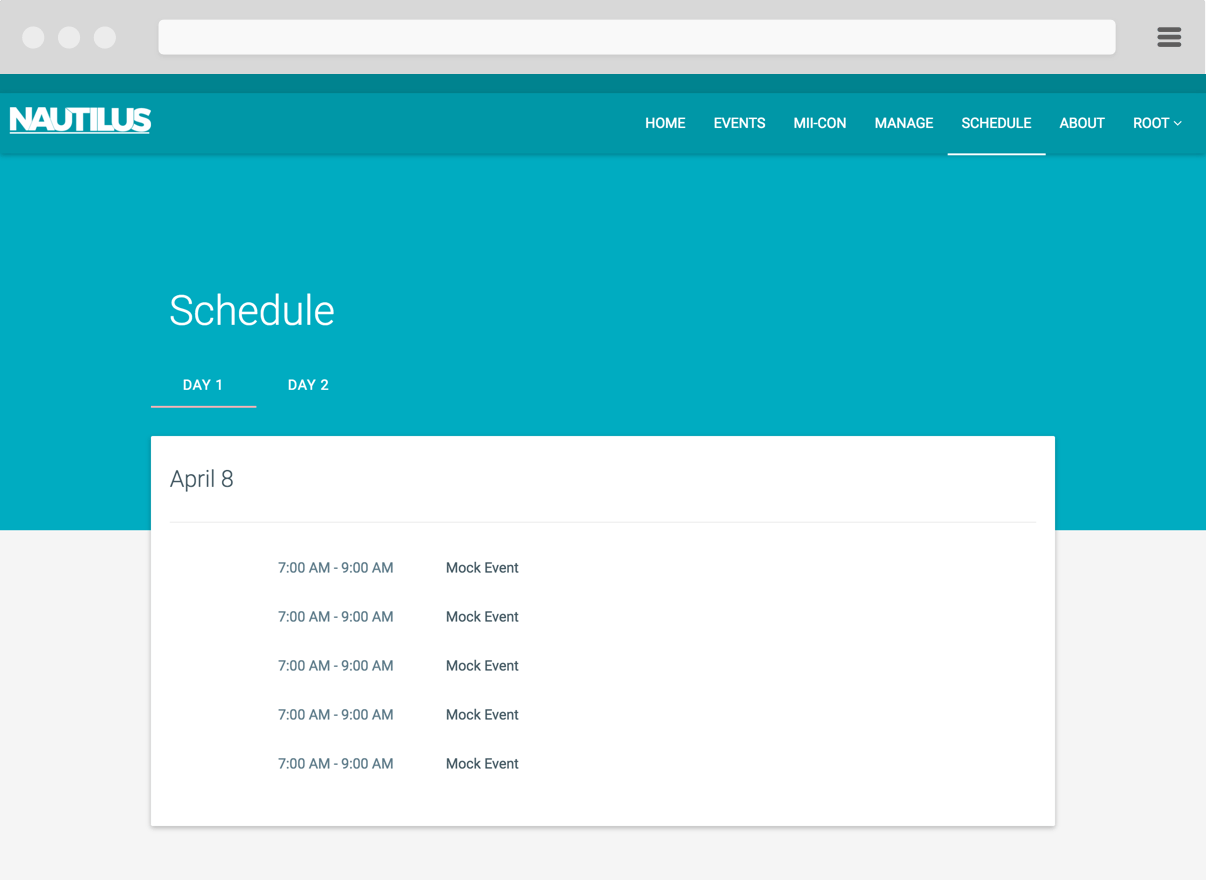 NAUTILUS
HOME EVENTS MII-CON MANAGE SCHEDULE ABOUT ROOT
Schedule
DAY 1 DAY 2
April 8
7:00 AM - 9:00 AM Mock Event
7:00 AM - 9:00 AM Mock Event
7:00 AM - 9:00 AM Mock Event
7:00 AM - 9:00 AM Mock Event
7:00 AM - 9:00 AM Mock Event